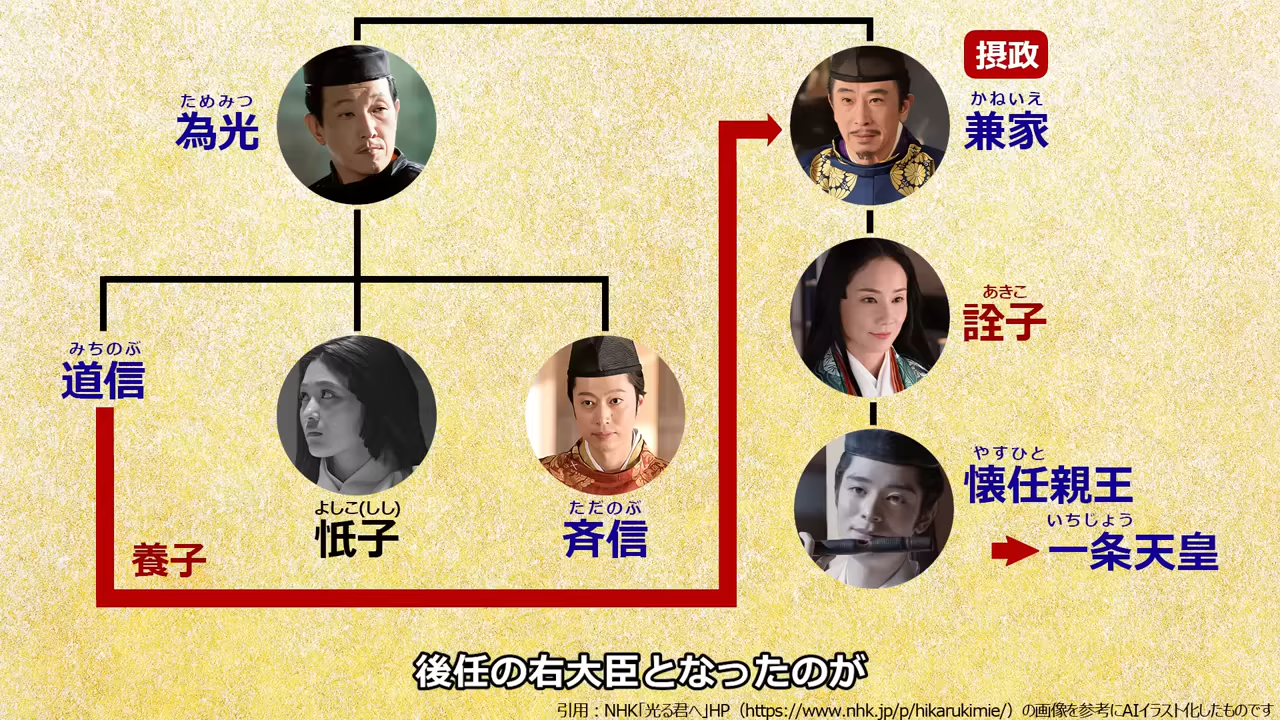 摂政
ためみつ
為光
かねいえ
兼家
あきこ
詮子
みちのぶ
道信
よしこ(しし)
忯子
ただのぶ
斉信
やすひと
懐任親王
いちじょう
一条天皇
養子
後任の右大臣となったのが
引用：NHK「光る君へ」HP（https://www.nhk.jp/p/hikarukimie/）の画像を参考にAIイラスト化したものです